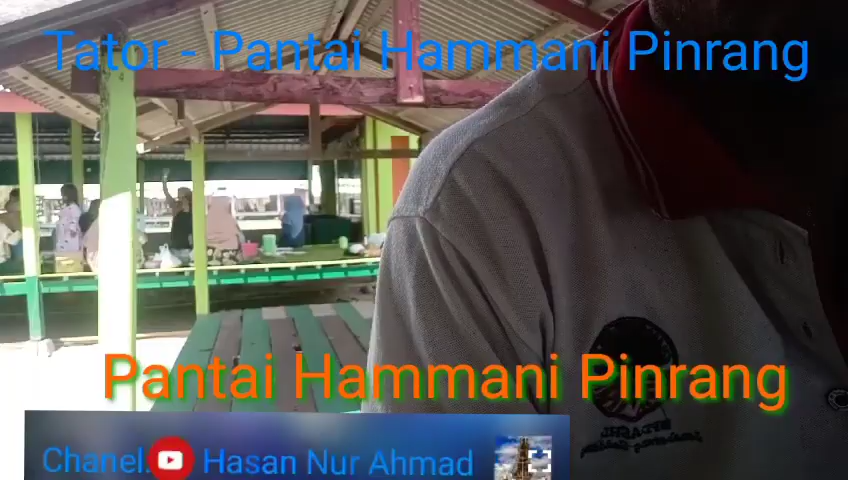 Tator - Pantai Hammani Pinrang
Pantai Hammani Pinrang
Chanel. Hasan Nur Ahmad